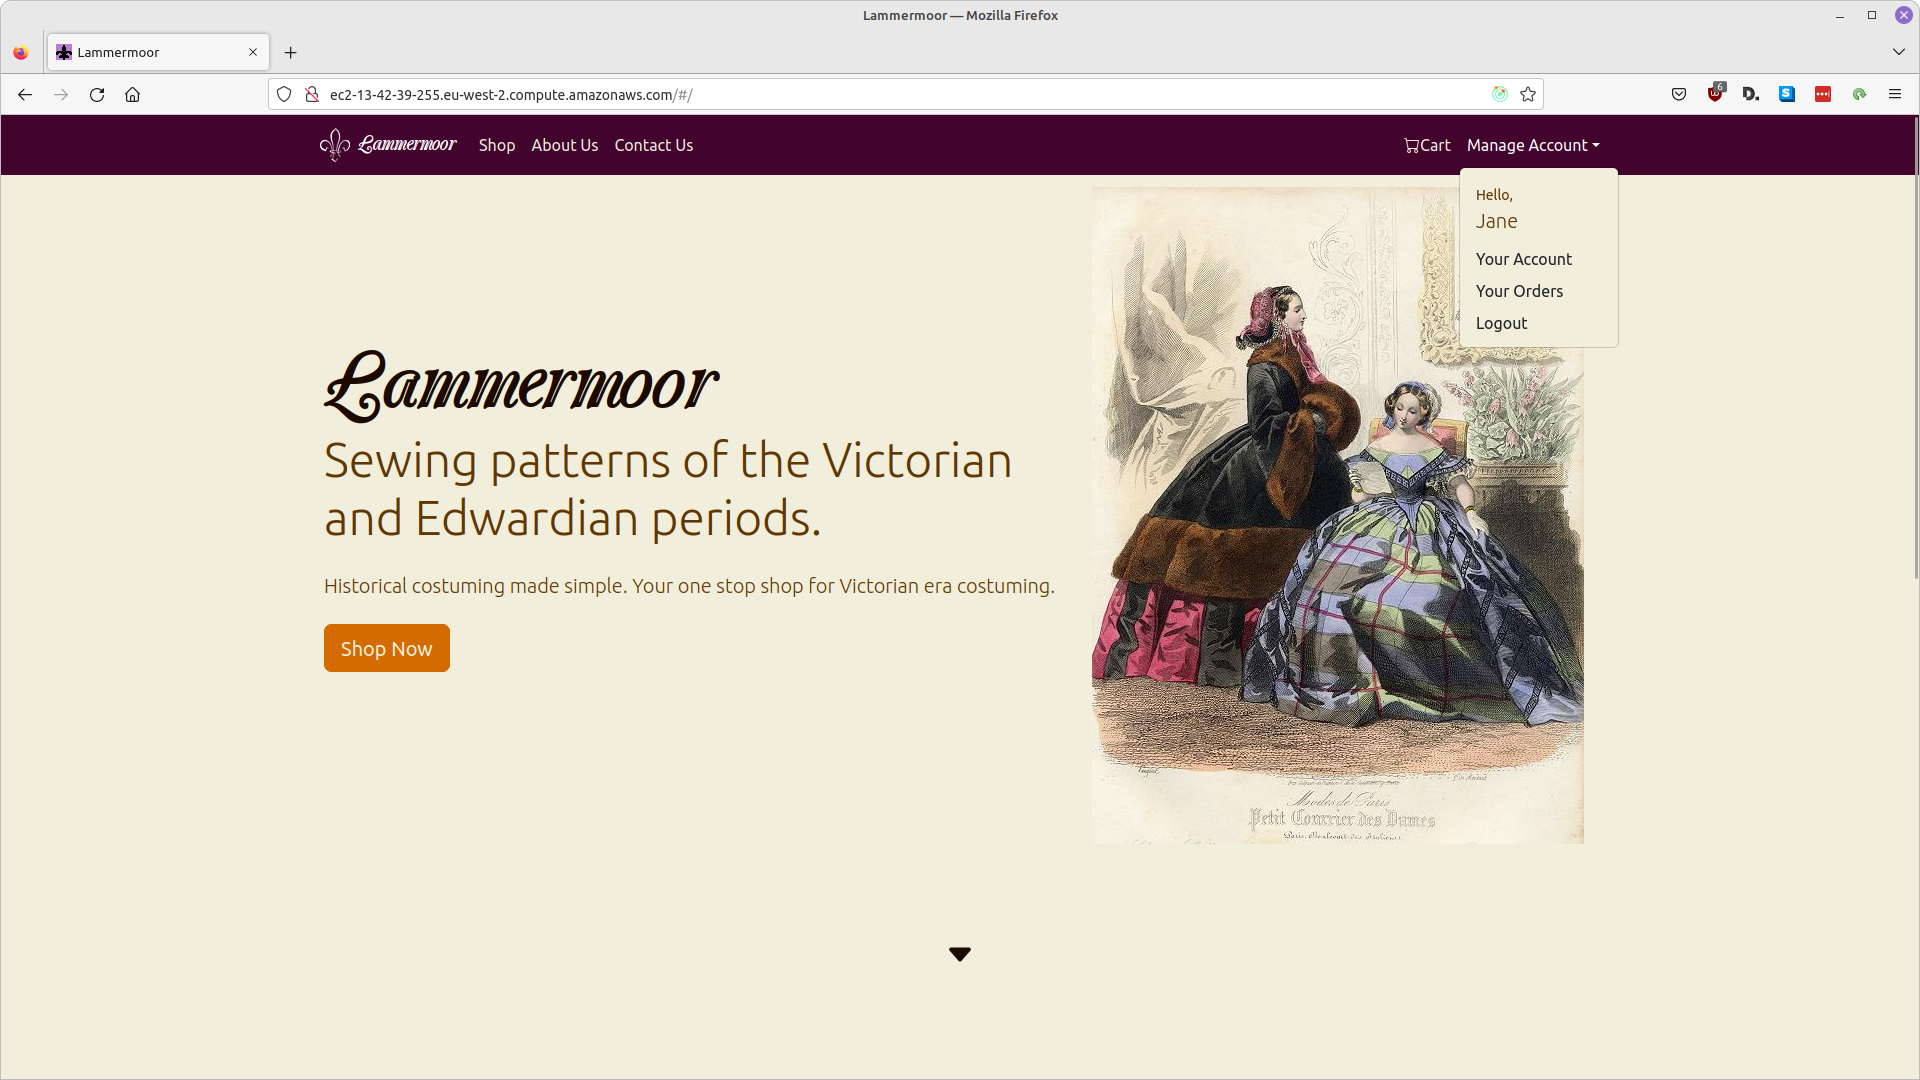 Lammermoor — Mozilla Firefox
Lammermoor
ec2-13-42-39-255.eu-west-2.compute.amazonaws.com/#/
6
Lammermoor
Shop
About Us
Contact Us
Cart
Manage Account
Hello,
Jane
Your Account
Your Orders
Logout
Lammermoor
Sewing patterns of the Victorian
and Edwardian periods.
Historical costuming made simple. Your one stop shop for Victorian era costuming.
Shop Now
Modes de Paris
Petit Courrier des Dames